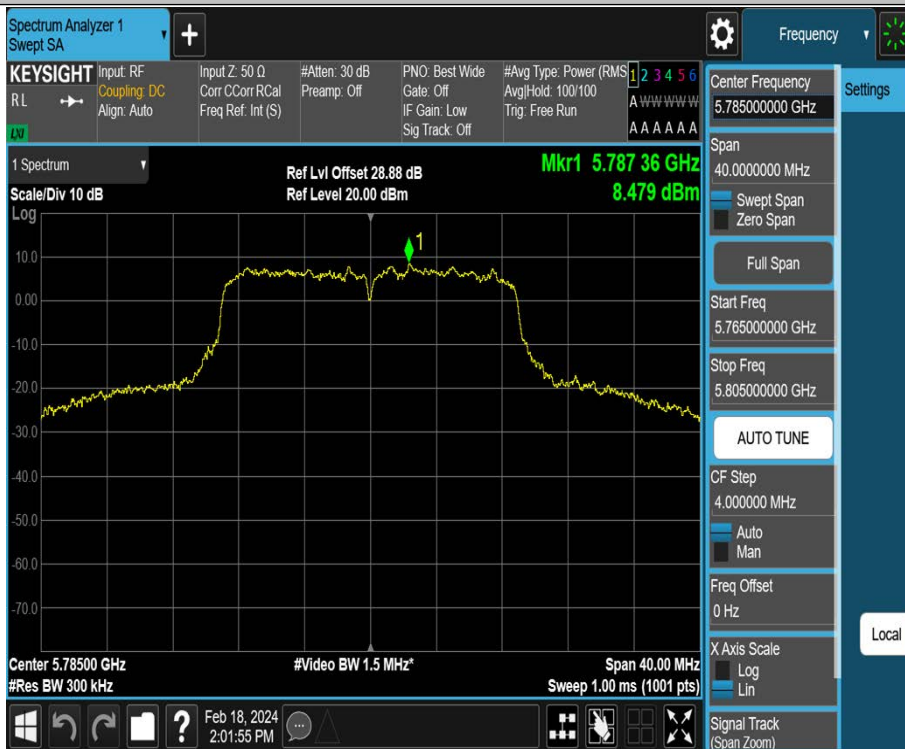 Spectrum Analyzer 1
Swept SA
+
Frequency
KEYSIGHT
RL
LXI
Input: RF
Coupling: DC
Align: Auto
Input Z: 50 Ω
Corr CCorr RCal
Freq Ref: Int (S)
#Atten: 30 dB
Preamp: Off
PNO: Best Wide
Gate: Off
IF Gain: Low
Sig Track: Off
#Avg Type: Power (RMS
Avg|Hold: 100/100
Trig: Free Run
1 2 3 4 5 6
A W W W W W
A A A A A A
1 Spectrum
Scale/Div 10 dB
Ref Lvl Offset 28.88 dB
Ref Level 20.00 dBm
Mkr1 5.787 36 GHz
8.479 dBm
Log
1
10.0
0.00
-10.0
-20.0
-30.0
-40.0
-50.0
-60.0
-70.0
Center 5.78500 GHz
#Res BW 300 kHz
#Video BW 1.5 MHz*
Span 40.00 MHz
Sweep 1.00 ms (1001 pts)
?
Feb 18, 2024
2:01:55 PM
Center Frequency
5.785000000 GHz
Span
40.0000000 MHz
Swept Span
Zero Span
Full Span
Start Freq
5.765000000 GHz
Stop Freq
5.805000000 GHz
AUTO TUNE
CF Step
4.000000 MHz
Auto
Man
Freq Offset
0 Hz
X Axis Scale
Log
Lin
Signal Track
(Span Zoom)
Settings
Local